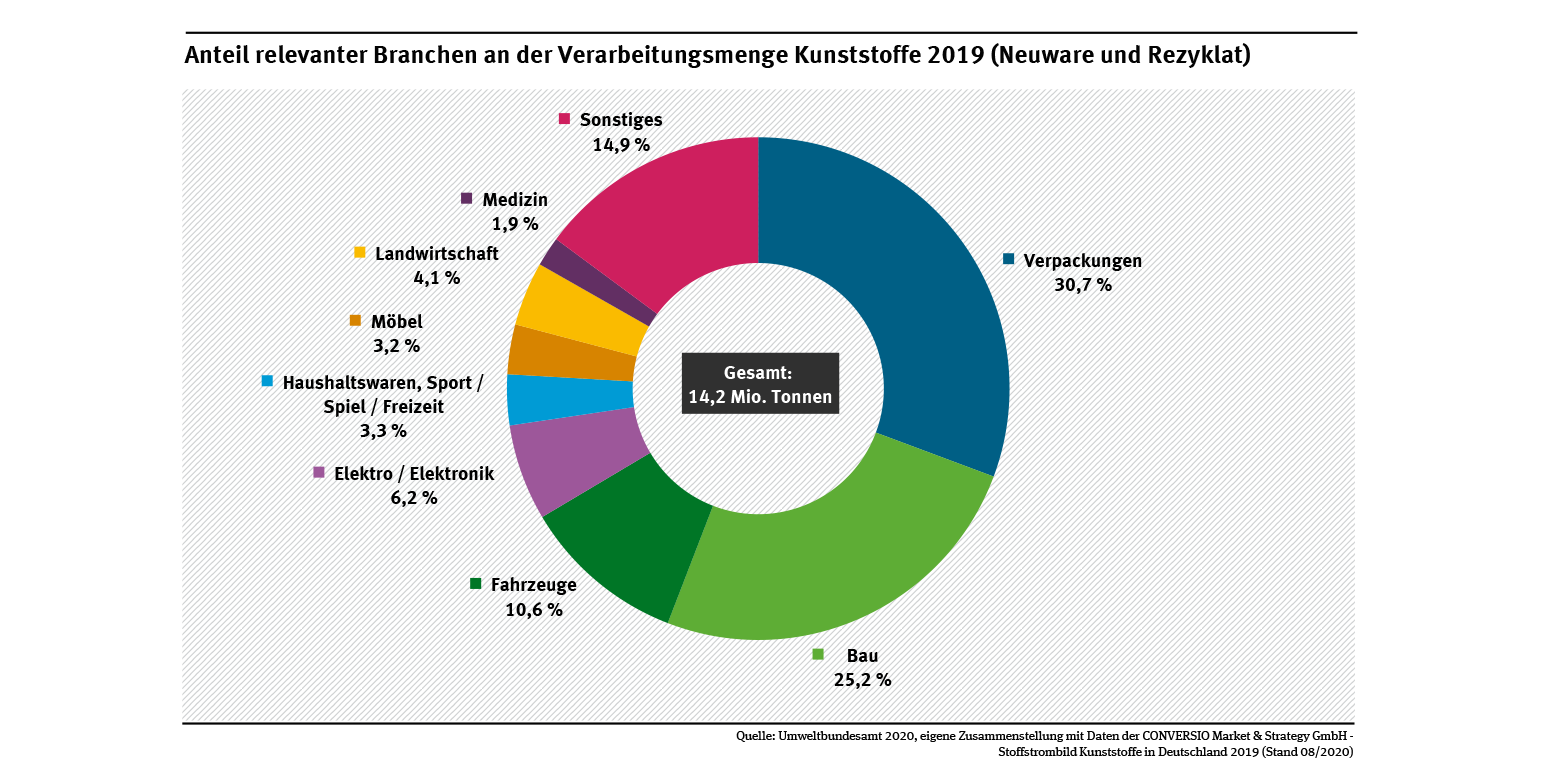 Anteil relevanter Branchen an der Verarbeitungsmenge Kunststoffe 2019 (Neuware und Rezyklat)
Sonstiges
14,9 %
Medizin
1,9 %
Landwirtschaft
4,1 %
Möbel
3,2 %
Haushaltswaren, Sport /
Spiel / Freizeit
3,3 %
Elektro / Elektronik
6,2 %
Fahrzeuge
10,6 %
Bau
25,2 %
Verpackungen
30,7 %
Gesamt:
14,2 Mio. Tonnen
Quelle: Umweltbundesamt 2020, eigene Zusammenstellung mit Daten der CONVERSIO Market & Strategy GmbH -
Stoffstrombild Kunststoffe in Deutschland 2019 (Stand 08/2020)